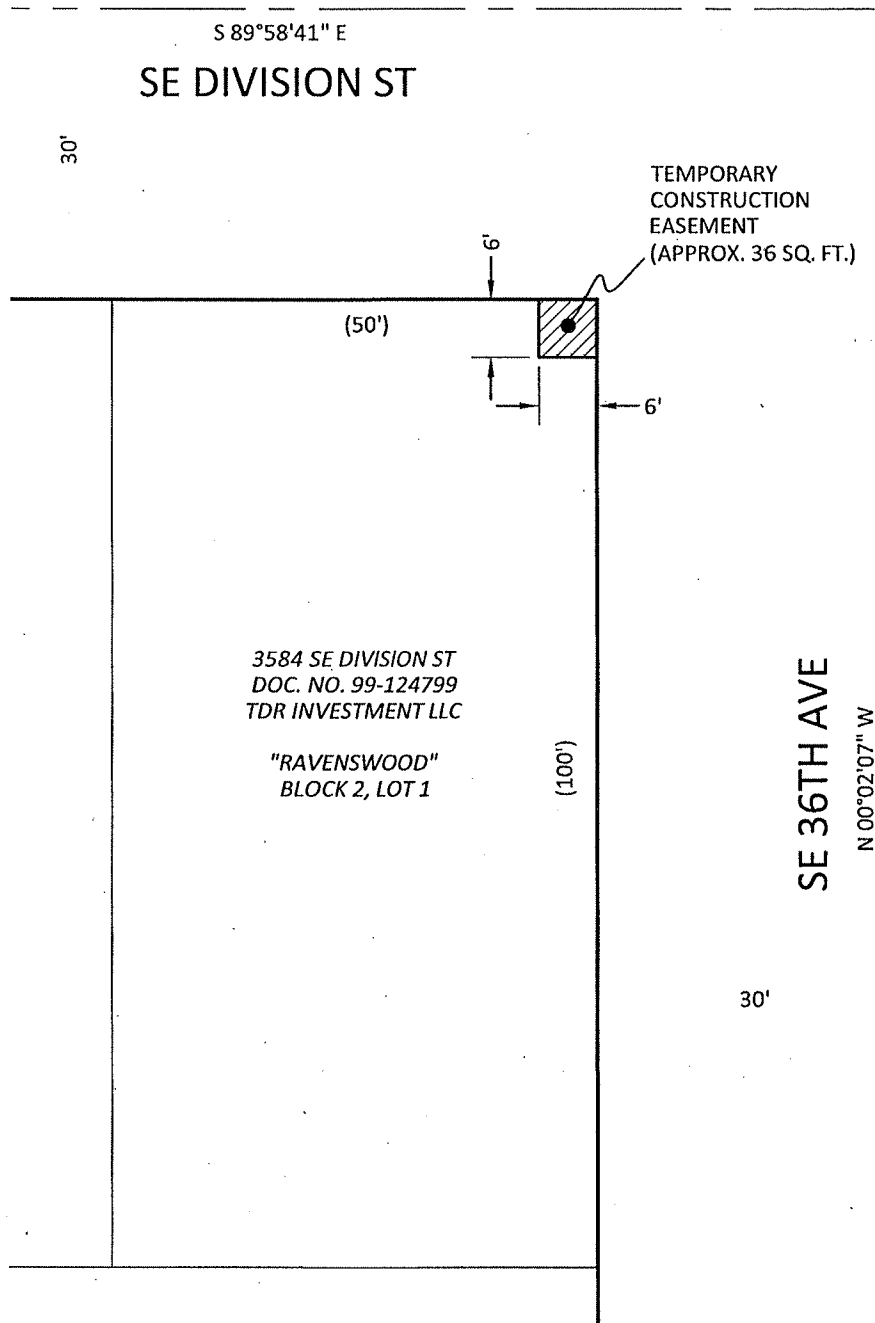 S 89°58'41" E
SE DIVISION ST
30'
TEMPORARY
CONSTRUCTION
EASEMENT
(APPROX. 36 SQ. FT.)
6'
(50')
6'
3584 SE DIVISION ST
DOC. NO. 99-124799
TDR INVESTMENT LLC
"RAVENSWOOD"
BLOCK 2, LOT 1
(100')
SE 36TH AVE
N 00°02'07" W
30'